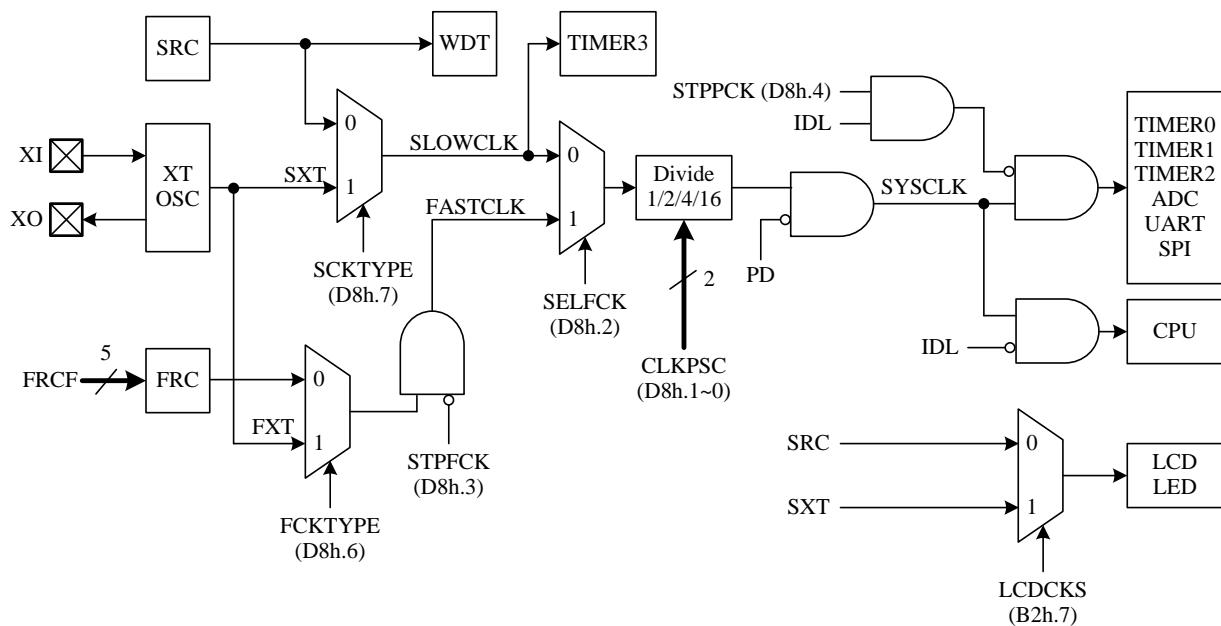 SRC
WDT
TIMER3
STPPCK (D8h.4)
IDL
TIMER0
TIMER1
TIMER2
ADC
UART
SPI
XI
XO
XT
OSC
SXT
0
1
SLOWCLK
FASTCLK
0
1
Divide
1/2/4/16
SYSCLK
PD
SCKTYPE
(D8h.7)
SELFCK
(D8h.2)
2
CLKPSC
(D8h.1~0)
IDL
CPU
FRCF
5
FRC
FXT
0
1
STPFCK
(D8h.3)
FCKTYPE
(D8h.6)
SRC
SXT
0
1
LCD
LED
LCDCKS
(B2h.7)